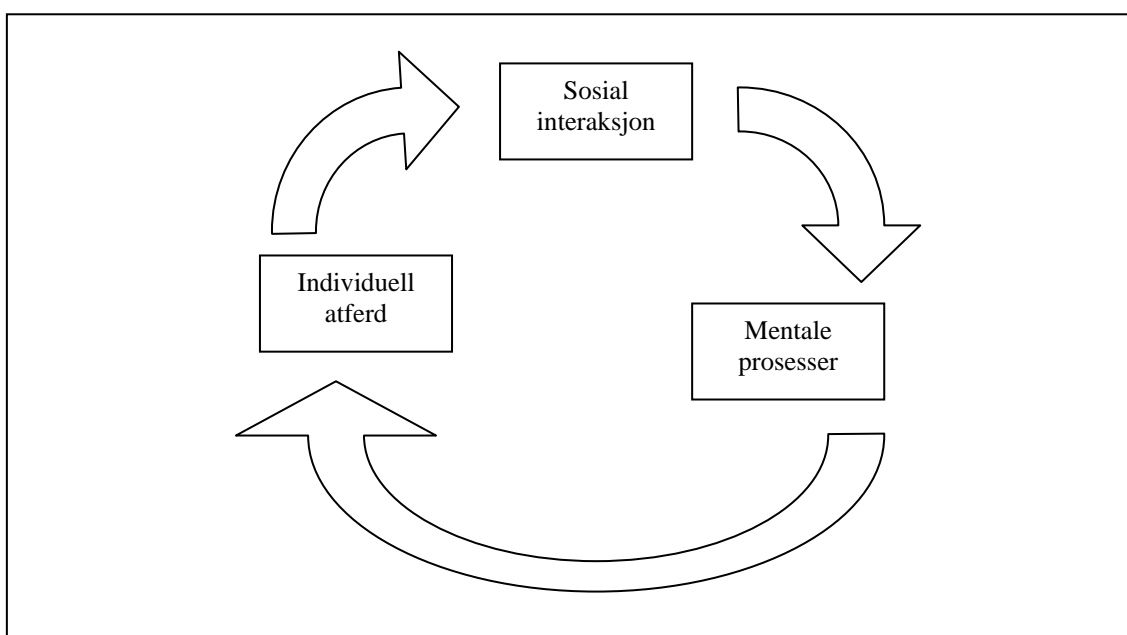 Sosial
interaksjon
Individuell
atferd
Mentale
prosesser